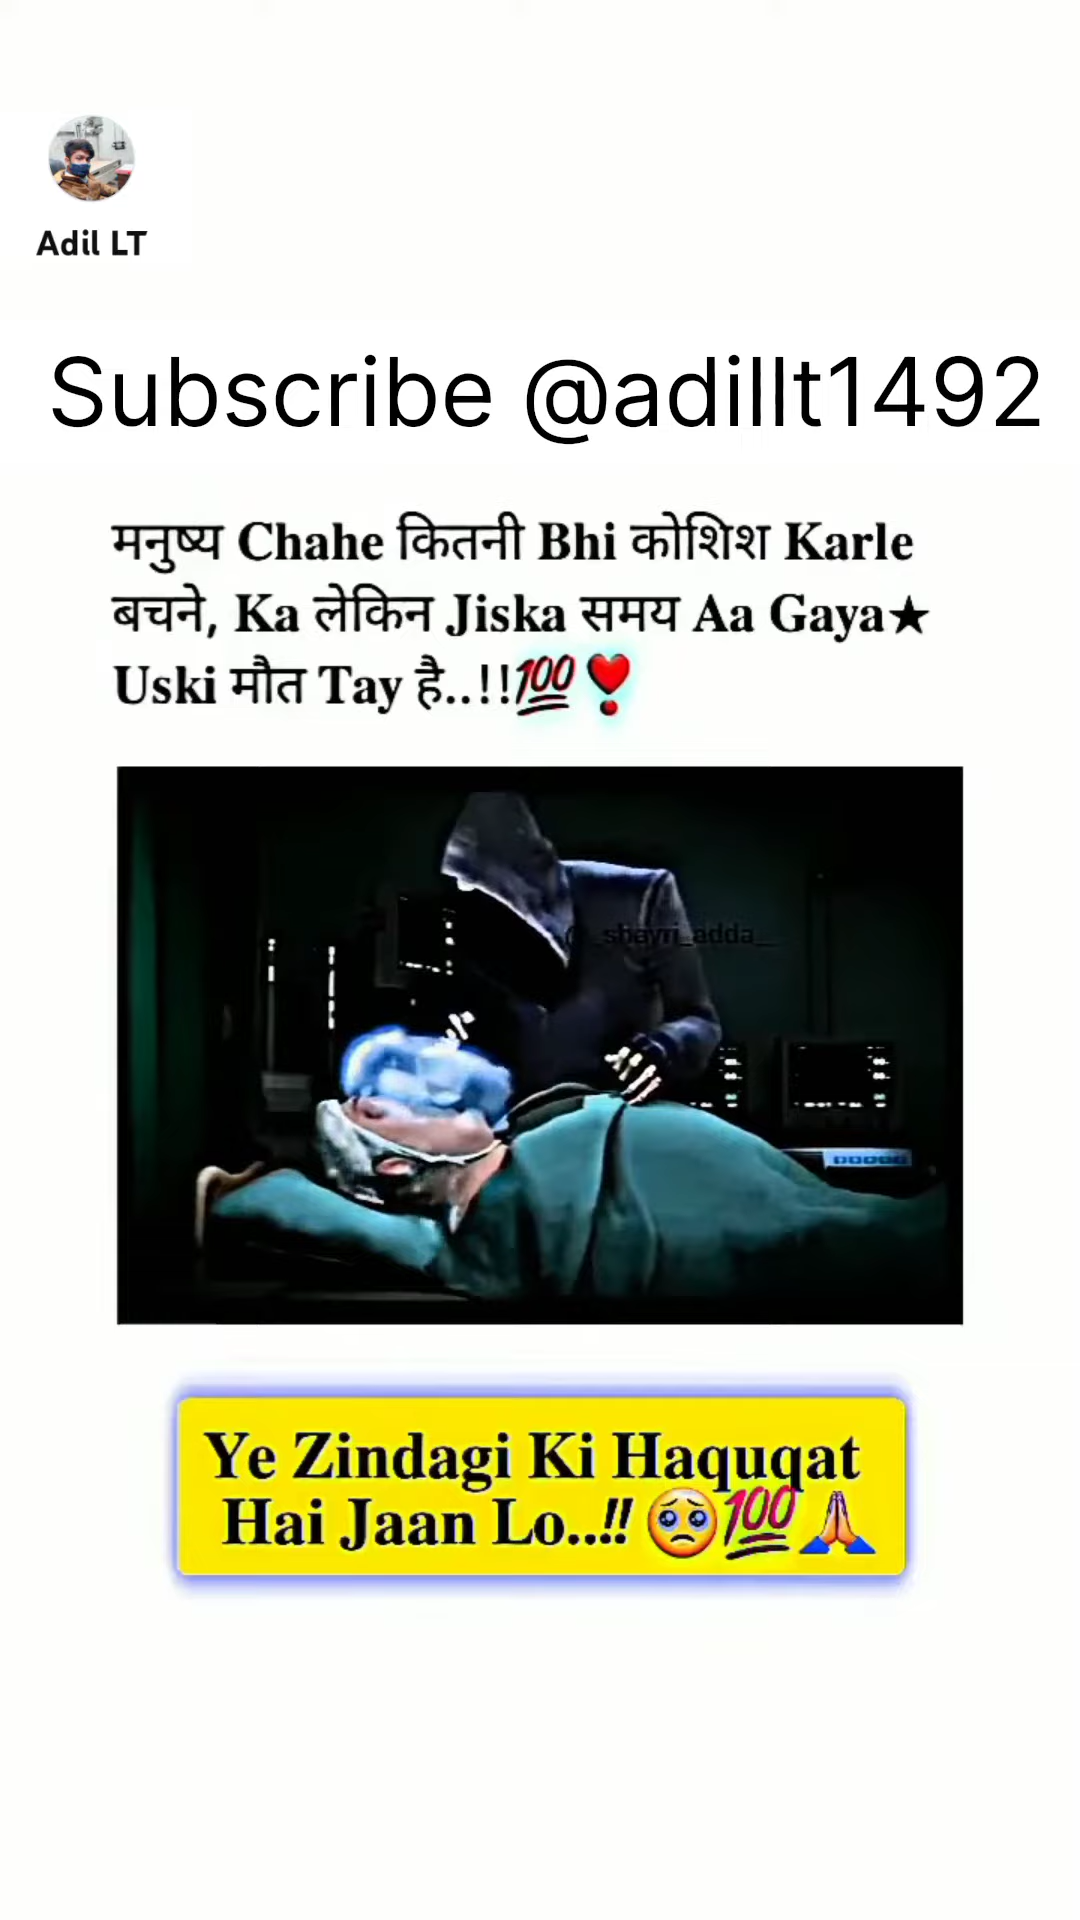 Adil LT
Subscribe @adillt1492
मनुष्य Chahe कितनी Bhi कोशिश Karle
बचने, Ka लेकिन Jiska समय Aa Gaya★
Uski मौत Tay है..!!💯❣️
_shayri_adda_
Ye Zindagi Ki Haquqat
Hai Jaan Lo..!! 🥺💯🙏